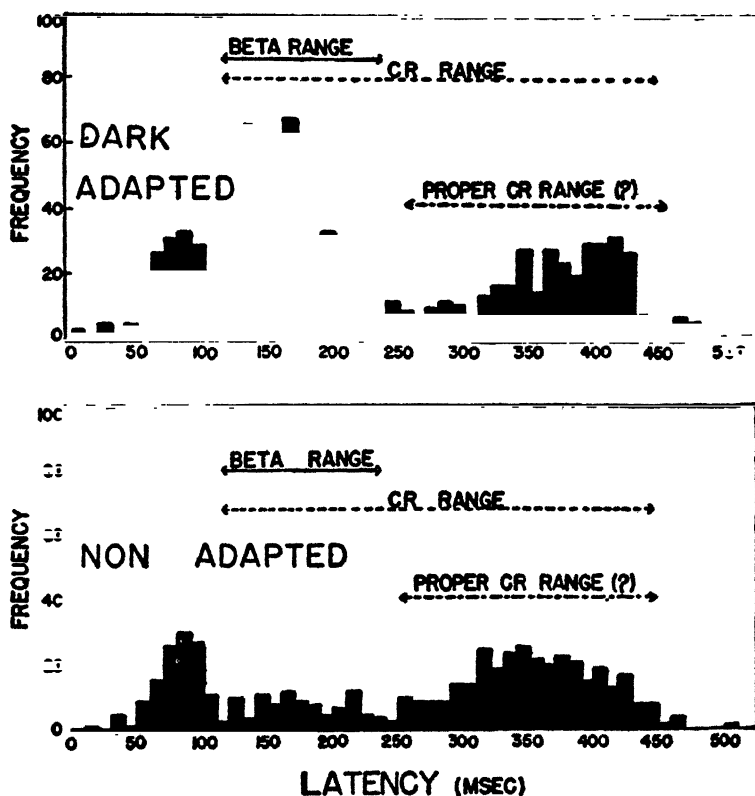 100
BETA RANGE
CR RANGE
80
DARK
60
ADAPTED
PROPER CR RANGE (?)
40
20
0
FREQUENCY
0 50 100 150 200 250 300 350 400 450
BETA RANGE
CR RANGE
NON ADAPTED
PROPER CR RANGE (?)
0
FREQUENCY
0 50 100 150 200 250 300 350 400 450 500
LATENCY (MSEC)